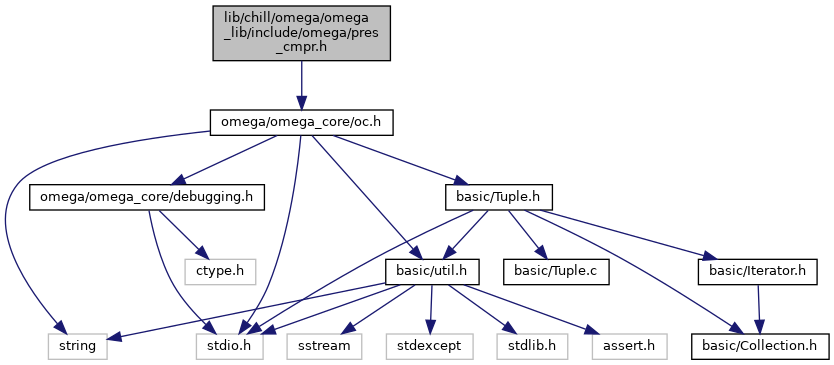 lib/chill/omega/omega
_lib/include/omega/pres
_cmpr.h
omega/omega_core/oc.h
omega/omega_core/debugging.h
basic/Tuple.h
ctype.h
basic/util.h
basic/Tuple.c
basic/Iterator.h
string
stdio.h
sstream
stdexcept
stdlib.h
assert.h
basic/Collection.h